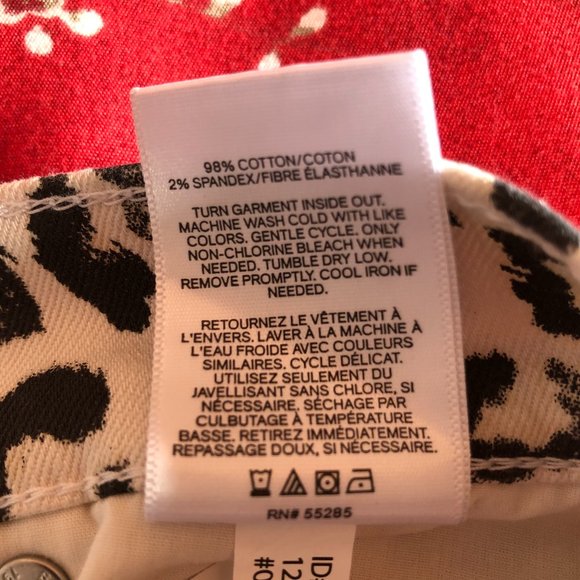 98% COTTON/COTON
2% SPANDEX/FIBRE ÉLASTHANNE
TURN GARMENT INSIDE OUT.
MACHINE WASH COLD WITH LIKE
COLORS. GENTLE CYCLE. ONLY
NON-CHLORINE BLEACH WHEN
NEEDED. TUMBLE DRY LOW.
REMOVE PROMPTLY. COOL IRON IF
NEEDED.
RETOURNEZ LE VÊTEMENT À
L'ENVERS. LAVER À LA MACHINE À
L'EAU FROIDE AVEC COULEURS
SIMILAIRES. CYCLE DÉLICAT.
UTILISEZ SEULEMENT DU
JAVELLISANT SANS CHLORE, SI
NÉCESSAIRE. SÉCHAGE PAR
CULBUTAGE À TEMPÉRATURE
BASSE. RETIREZ IMMÉDIATEMENT.
REPASSAGE DOUX, SI NÉCESSAIRE.
RN# 55285